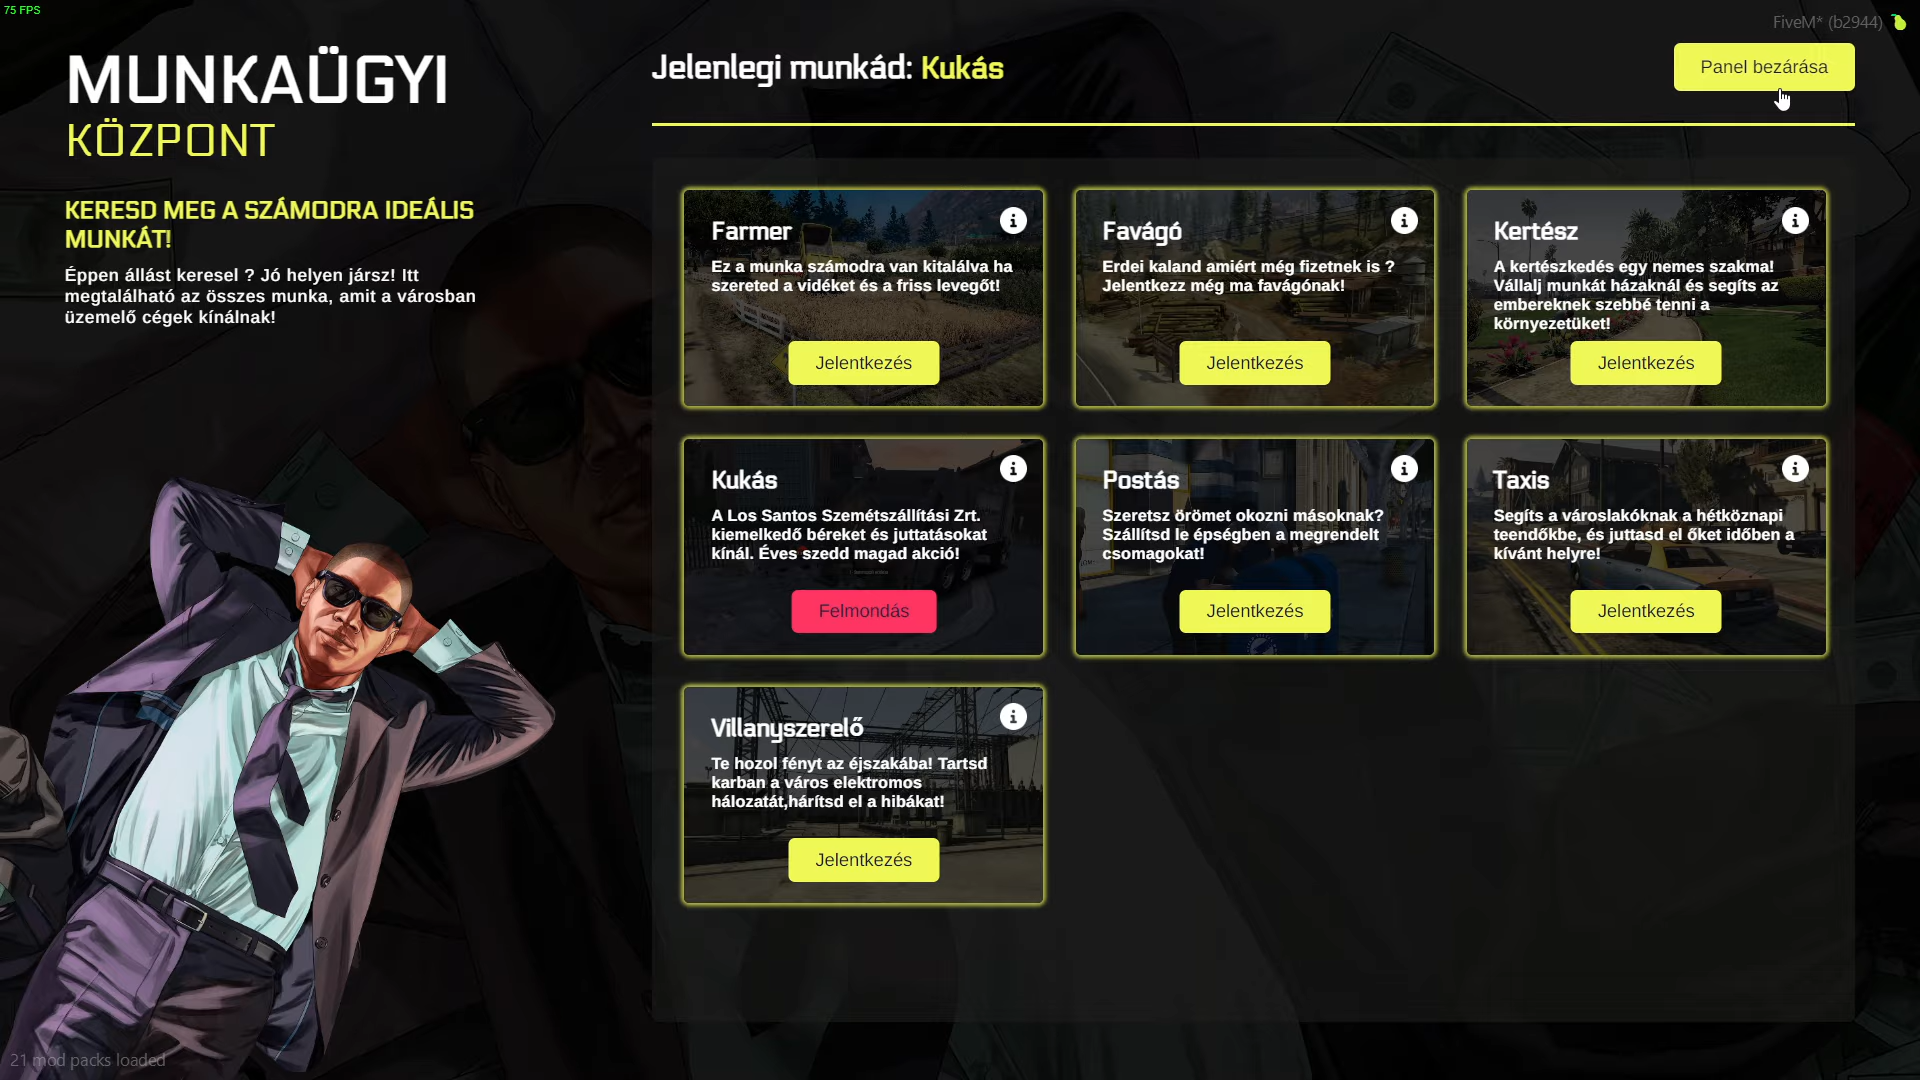 75 FPS
FiveM* (b2944)
MUNKAÜGYI
KÖZPONT
KERESD MEG A SZÁMODRA IDEÁLIS
MUNKÁT!
Éppen állást keresel ? Jó helyen jársz! Itt
megtalálható az összes munka, amit a városban
üzemelő cégek kínálnak!
Jelenlegi munkád: Kukás
Panel bezárása
Farmer
Ez a munka számodra van kitalálva ha
szereted a vidéket és a friss levegőt!
Jelentkezés
Favágó
Erdei kaland amiért még fizetnek is ?
Jelentkezz még ma favágónak!
Jelentkezés
Kertész
A kertészkedés egy nemes szakma!
Vállalj munkát házaknál és segíts az
embereknek szebbé tenni a
környezetüket!
Jelentkezés
Kukás
A Los Santos Szemétszállítási Zrt.
kiemelkedő béreket és juttatásokat
kínál. Éves szedd magad akció!
Felmondás
Postás
Szeretsz örömet okozni másoknak?
Szállítsd le épségben a megrendelt
csomagokat!
Jelentkezés
Taxis
Segíts a városlakóknak a hétköznapi
teendőkbe, és juttasd el őket időben a
kívánt helyre!
Jelentkezés
Villanyszerelő
Te hozol fényt az éjszakába! Tartsd
karban a város elektromos
hálozatát,hárítsd el a hibákat!
Jelentkezés
21 mod packs loaded